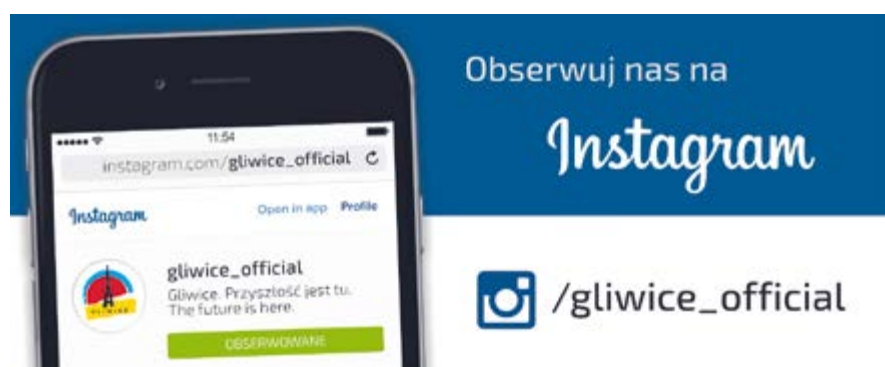 11:54
instagram.com/gliwice_official
Instagram
Open in app Profile
gliwice_official
Gliwice. Przyszłość jest tu.
The future is here.
OBSERWOWANE
GLIWICE
Obserwuj nas na
Instagram
/gliwice_official